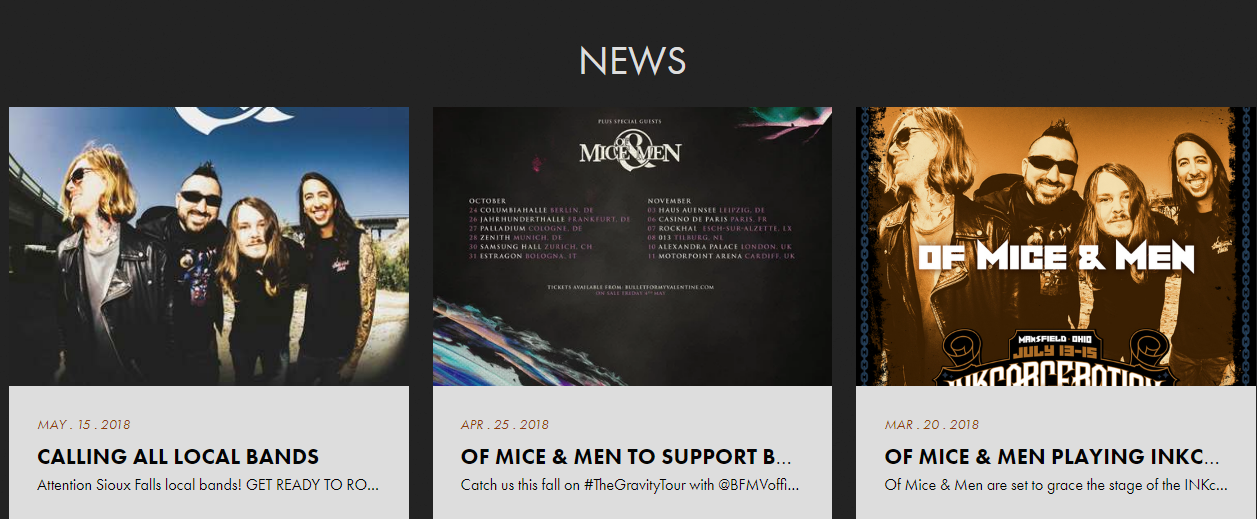 NEWS
PLUS SPECIAL GUESTS
OF
MICE & MEN
OCTOBER
24 COLUMBIAHALLE BERLIN, DE
26 JAHRHUNDERTHALLE FRANKFURT, DE
27 PALLADIUM COLOGNE, DE
28 ZENITH MUNICH, DE
30 SAMSUNG HALL ZURICH, CH
31 ESTRAGON BOLOGNA, IT
NOVEMBER
03 HAUS AUENSEE LEIPZIG, DE
06 CASINO DE PARIS PARIS, FR
07 ROCKHAL ESCH-SUR-ALZETTE, LX
08 013 TILBURG, NL
10 ALEXANDRA PALACE LONDON, UK
11 MOTORPOINT ARENA CARDIFF, UK
TICKETS AVAILABLE FROM: BULLETFORMYVALENTINE.COM
ON SALE FRIDAY 4TH MAY
OF MICE & MEN
MANSFIELD · OHIO
JULY 13-15
INKCARCERATION
MAY . 15 . 2018
CALLING ALL LOCAL BANDS
Attention Sioux Falls local bands! GET READY TO RO...
APR . 25 . 2018
OF MICE & MEN TO SUPPORT B...
Catch us this fall on #TheGravityTour with @BFMVoffi...
MAR . 20 . 2018
OF MICE & MEN PLAYING INKC...
Of Mice & Men are set to grace the stage of the INKc...